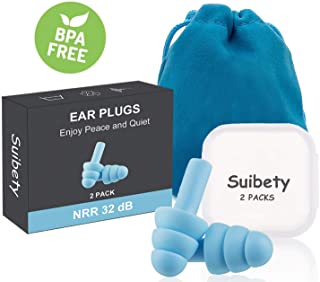 BPA
FREE
Suibety
EAR PLUGS
Enjoy Peace and Quiet
2 PACK
NRR 32 dB
Suibety
2 PACKS